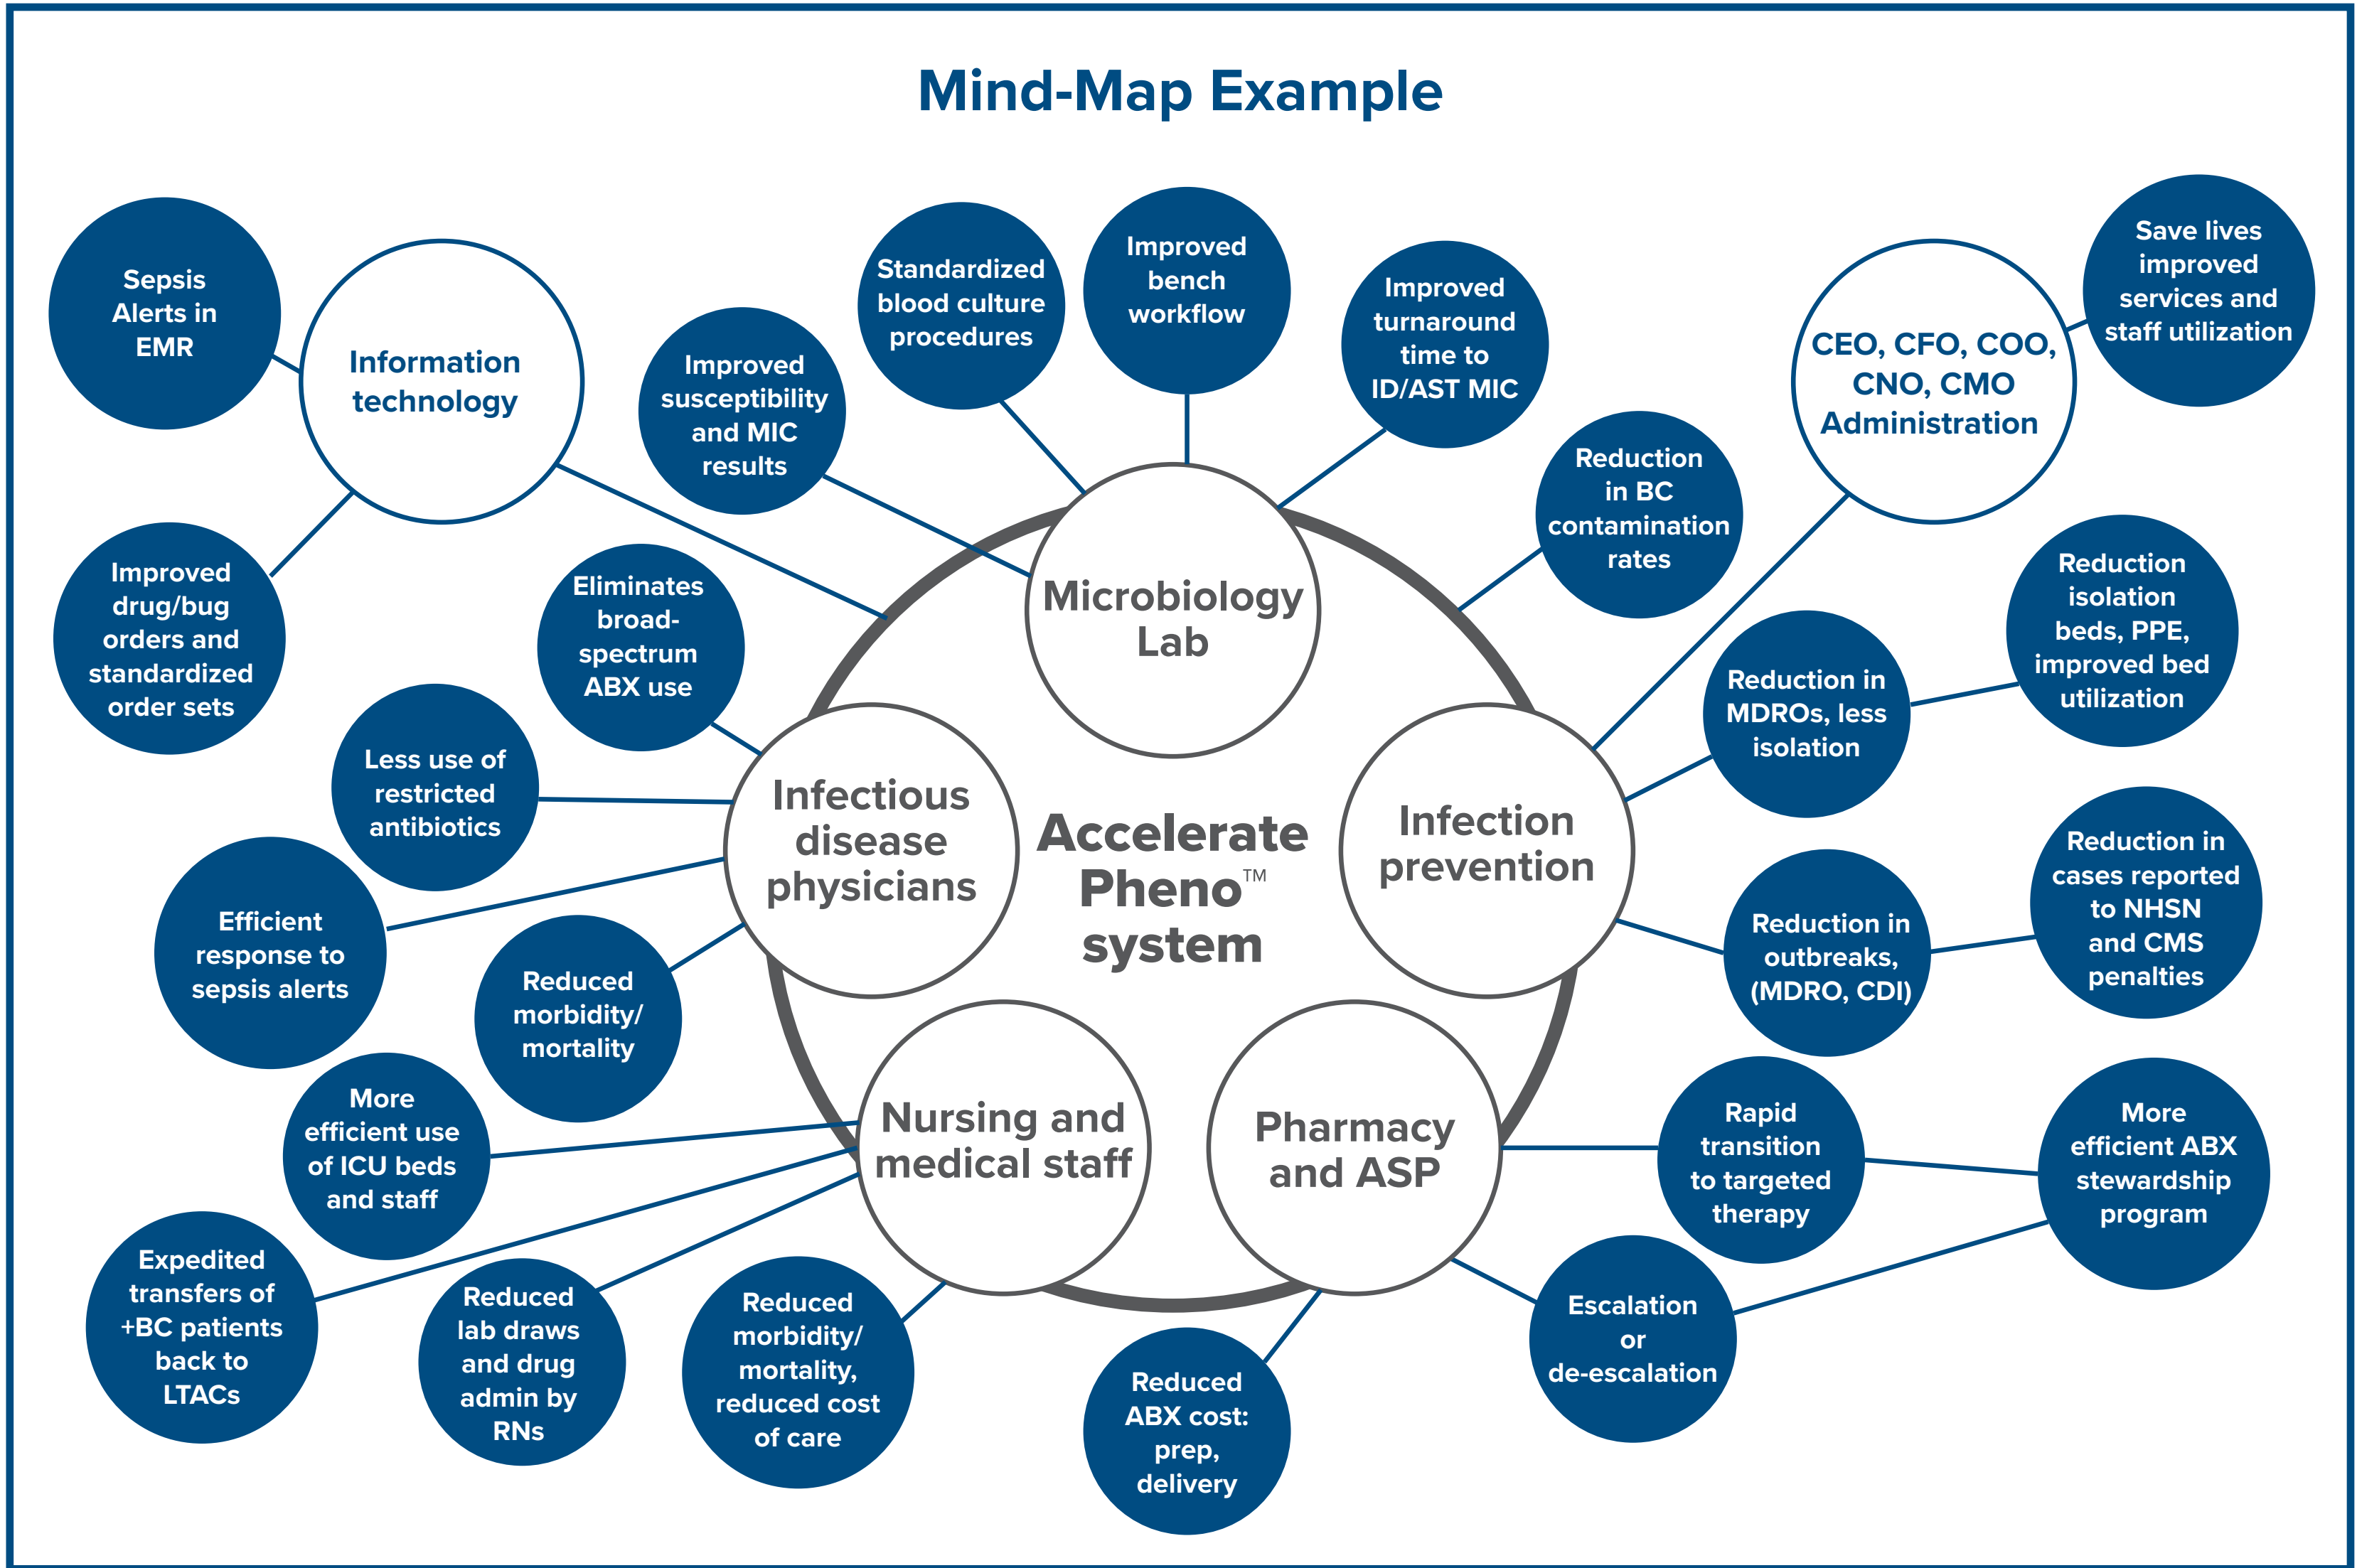 Mind-Map Example
Sepsis
Alerts in
EMR
Information
technology
Improved
drug/bug
orders and
standardized
order sets
Improved
susceptibility
and MIC
results
Standardized
blood culture
procedures
Improved
bench
workflow
Improved
turnaround
time to
ID/AST MIC
Reduction
in BC
contamination
rates
CEO, CFO, COO,
CNO, CMO
Administration
Save lives
improved
services and
staff utilization
Reduction
isolation
beds, PPE,
improved bed
utilization
Reduction in
MDROs, less
isolation
Eliminates
broad-
spectrum
ABX use
Less use of
restricted
antibiotics
Efficient
response to
sepsis alerts
Reduced
morbidity/
mortality
Microbiology
Lab
Infectious
disease
physicians
Accelerate
Pheno™
system
Infection
prevention
Reduction in
outbreaks,
(MDRO, CDI)
Reduction in
cases reported
to NHSN
and CMS
penalties
Nursing and
medical staff
Pharmacy
and ASP
Rapid
transition
to targeted
therapy
More
efficient ABX
stewardship
program
More
efficient use
of ICU beds
and staff
Expedited
transfers of
+BC patients
back to
LTACs
Reduced
lab draws
and drug
admin by
RNs
Reduced
morbidity/
mortality,
reduced cost
of care
Reduced
ABX cost:
prep,
delivery
Escalation
or
de-escalation